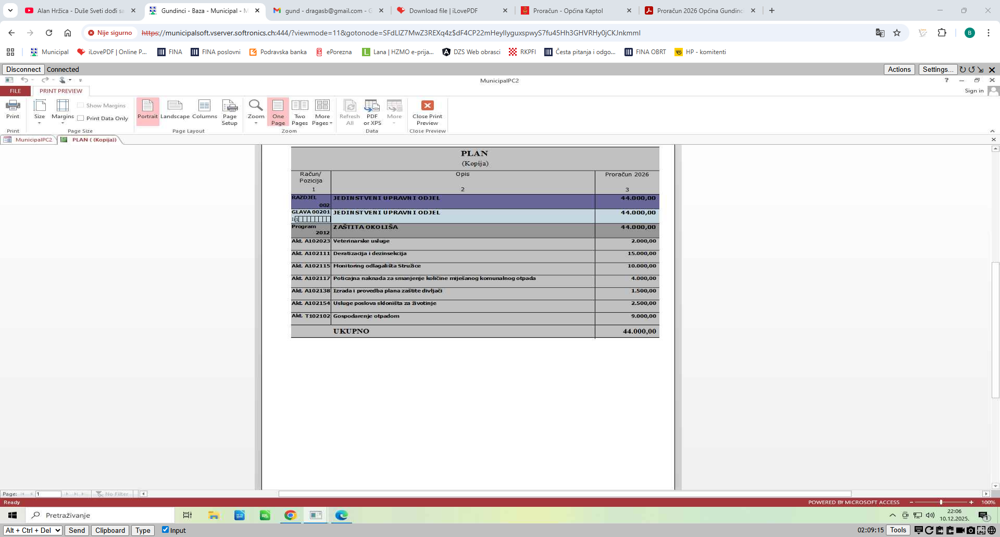 Alan Hržica - Duše Sveti dođi sa
Gundinci - Baza - Municipal - M
gund - dragasb@gmail.com - G
Download file | iLovePDF
Proračun - Općina Kaptol
Proračun 2026 Općina Gundinc
Nije sigurno
https://municipalsoft.vserver.softronics.ch:444/?viewmode=11&gotonode=SFdLIZ7MwZ3REXq4z$dF4CP22mHeyIlyguxspwyS7fu45Hh3GHVRHy0jCKJnkmmI
B
Municipal
iLovePDF | Online P...
FINA
FINA poslovni
Podravska banka
ePorezna
Lana | HZMO e-prija...
DZS Web obrasci
RKPFI
Česta pitanja i odgo...
FINA OBRT
HP - komitenti
Disconnect Connected
Actions Settings...
MunicipalPC2
FILE PRINT PREVIEW
Sign in
Print
Size
Margins
Show Margins
Print Data Only
Portrait
Landscape
Columns
Page Setup
Zoom
One Page
Two Pages
More Pages
Refresh All
PDF or XPS
More
Close Print Preview
Print
Page Size
Page Layout
Zoom
Data
Close Preview
MunicipalPC2 PLAN ( (Kopija))
PLAN
(Kopija)
Račun/ Pozicija Opis Proračun 2026
1 2 3
RAZDJEL 002 JEDINSTVENI UPRAVNI ODJEL 44.000,00
GLAVA 00201 JEDINSTVENI UPRAVNI ODJEL 44.000,00
Program 2012 ZAŠTITA OKOLIŠA 44.000,00
Akt. A102023 Veterinarske usluge 2.000,00
Akt. A102111 Deratizacija i dezinsekcija 15.000,00
Akt. A102115 Monitoring odlagališta Stružice 10.000,00
Akt. A102117 Poticajna naknada za smanjenje količine miješanog komunalnog otpada 4.000,00
Akt. A102138 Izrada i provedba plana zaštite divljači 1.500,00
Akt. A102154 Usluge poslova skloništa za životinje 2.500,00
Akt. T102102 Gospodarenje otpadom 9.000,00
UKUPNO 44.000,00
Page: 1 No Filter
Ready
POWERED BY MICROSOFT ACCESS 100%
Pretraživanje
22:06
10.12.2025.
1
Alt + Ctrl + Del Send Clipboard Type Input
02:09:15 Tools